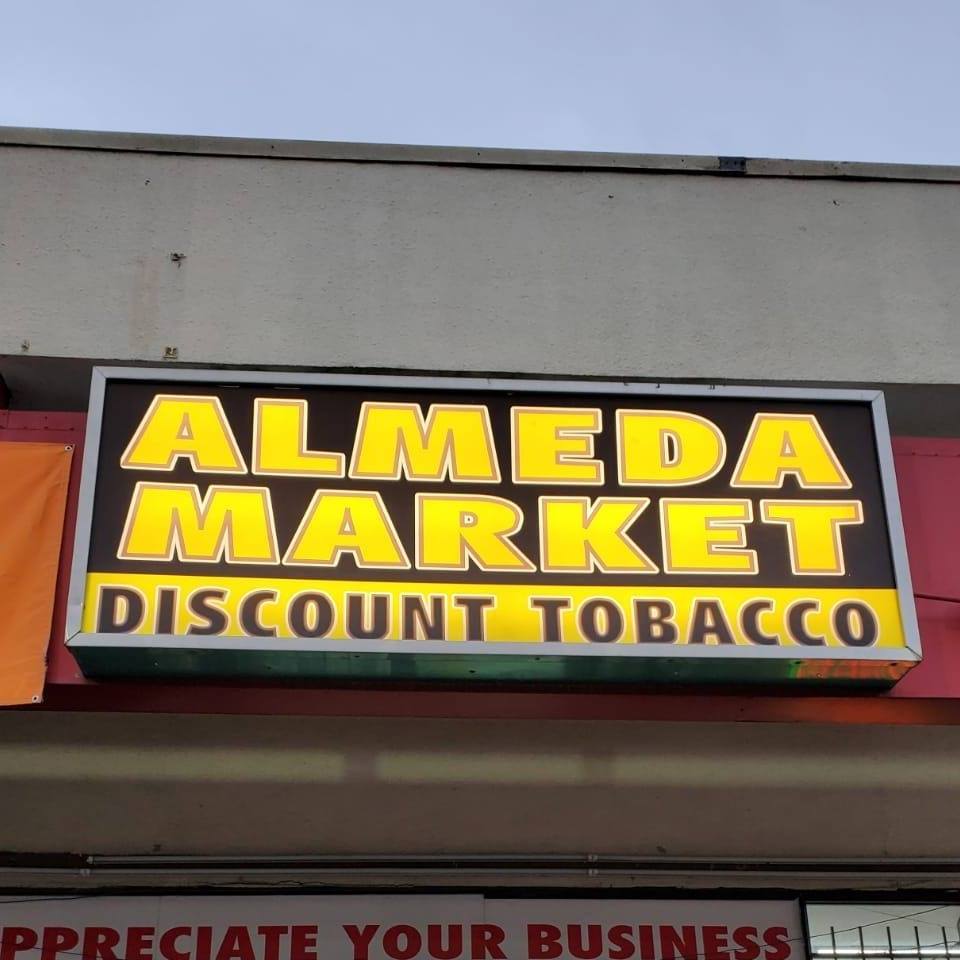 ALMEDA
MARKET
DISCOUNT TOBACCO
PPRECIATE YOUR BUSINESS